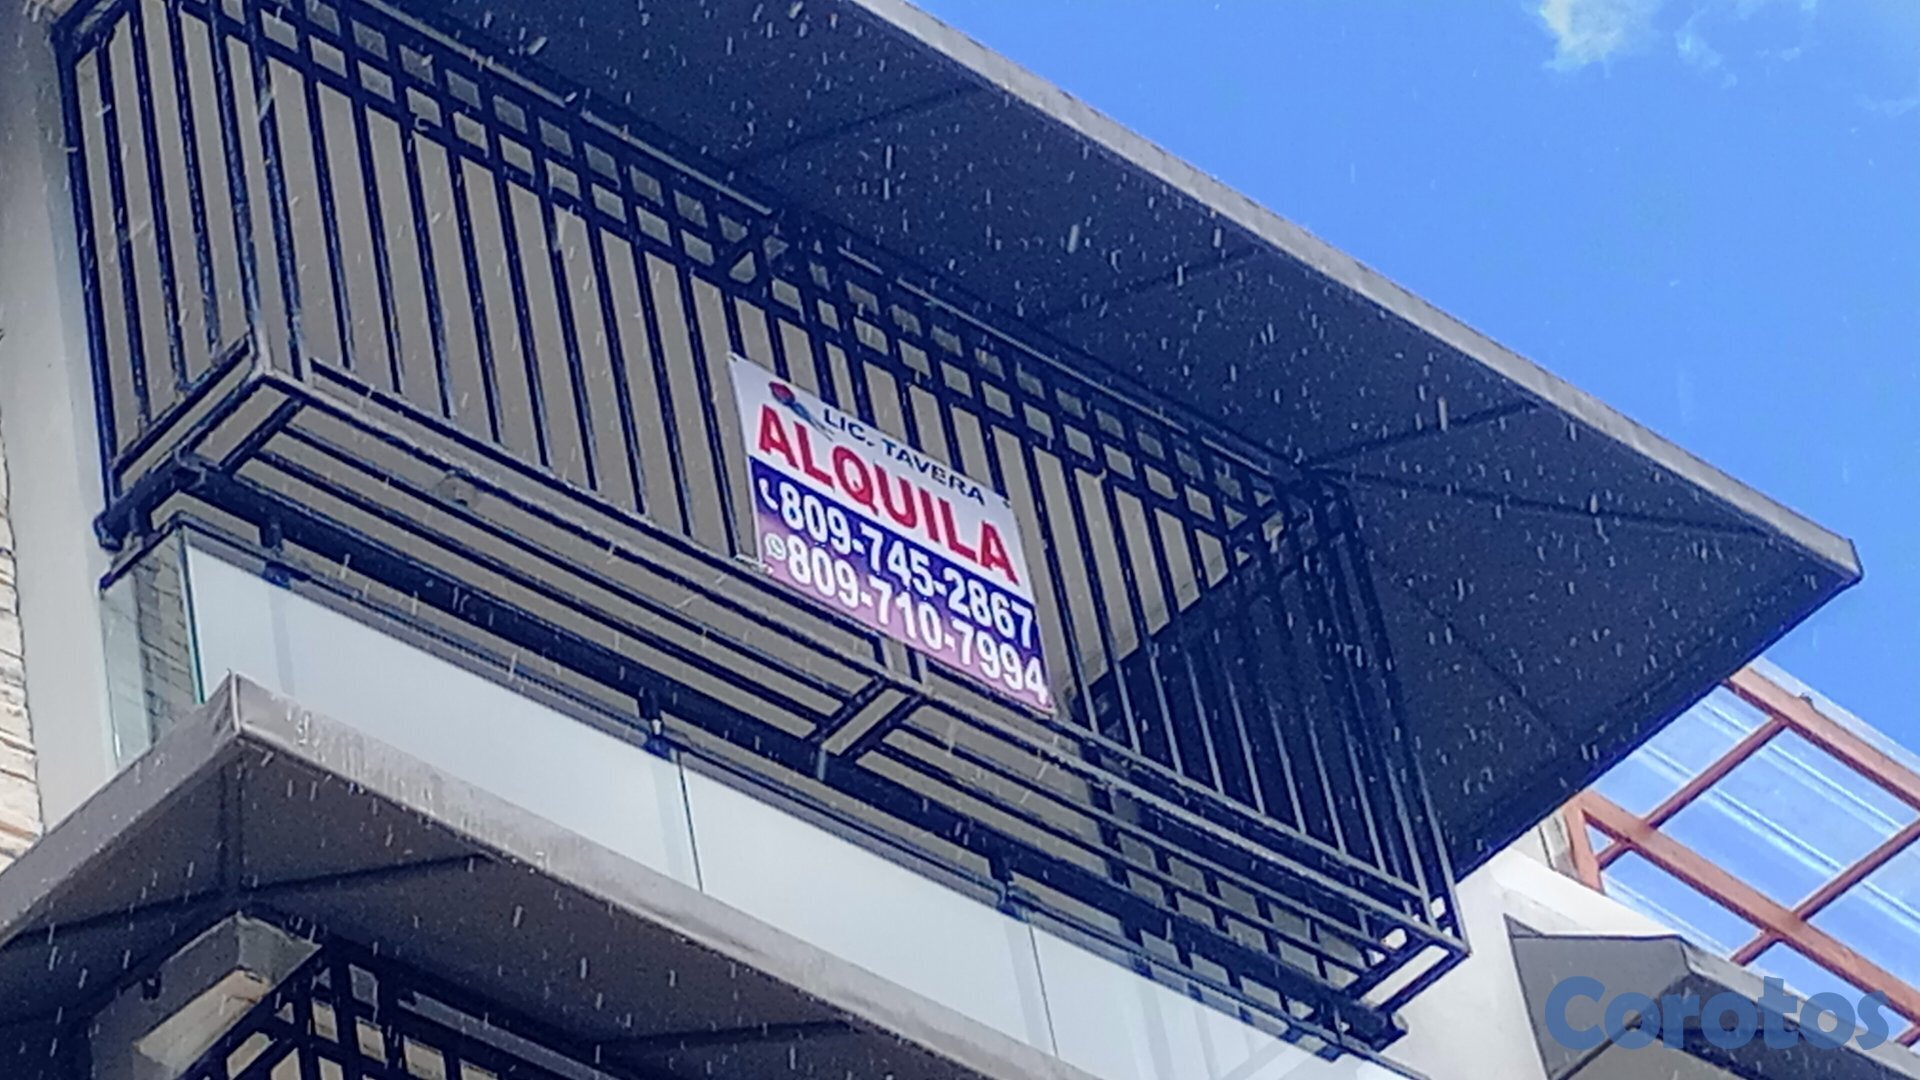 LIC. TAVERA
ALQUILA
809-745-2867
809-710-7994
Corotos